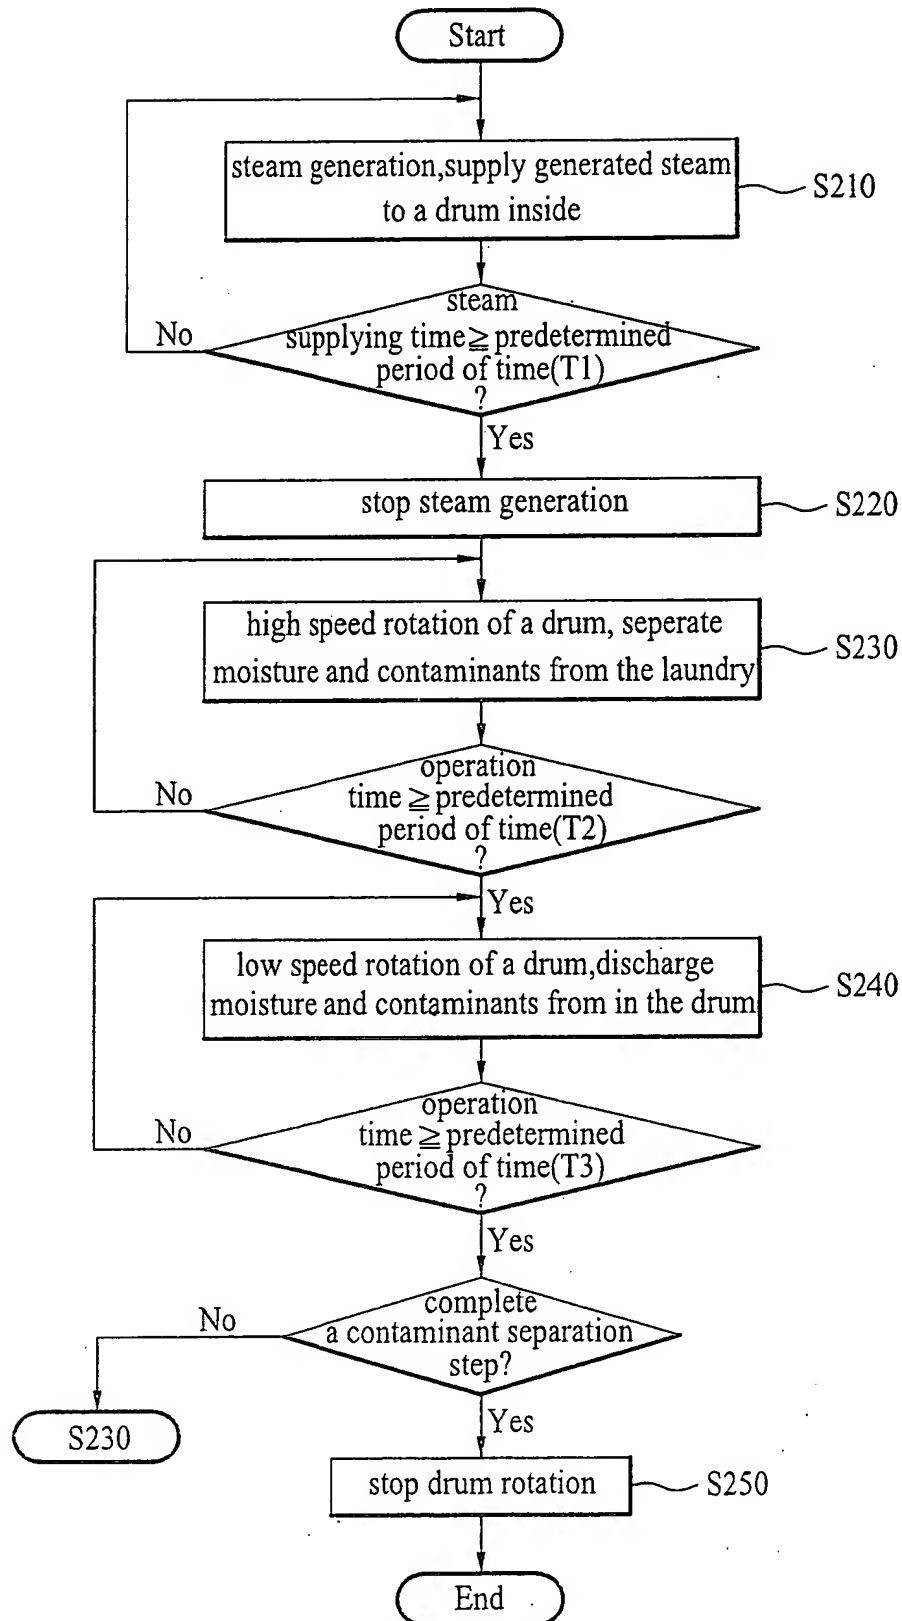 Start
steam generation,supply generated steam
to a drum inside
S210
steam
supplying time≧predetermined
period of time(T1)
?
No
Yes
stop steam generation
S220
high speed rotation of a drum, seperate
moisture and contaminants from the laundry
S230
operation
time≧predetermined
period of time(T2)
?
No
Yes
low speed rotation of a drum,discharge
moisture and contaminants from in the drum
S240
operation
time≧predetermined
period of time(T3)
?
No
Yes
complete
a contaminant separation
step?
No
S230
Yes
stop drum rotation
S250
End